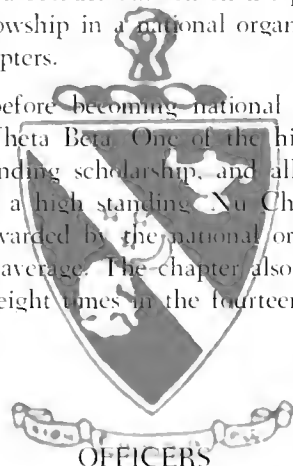 owship in a national organ
pters.
before becoming national
Theta Beta. One of the hi
nding scholarship, and al
a high standing. Nu Ch
warded by the national or
average. The chapter also
eight times in the fourteen
OFFICERS